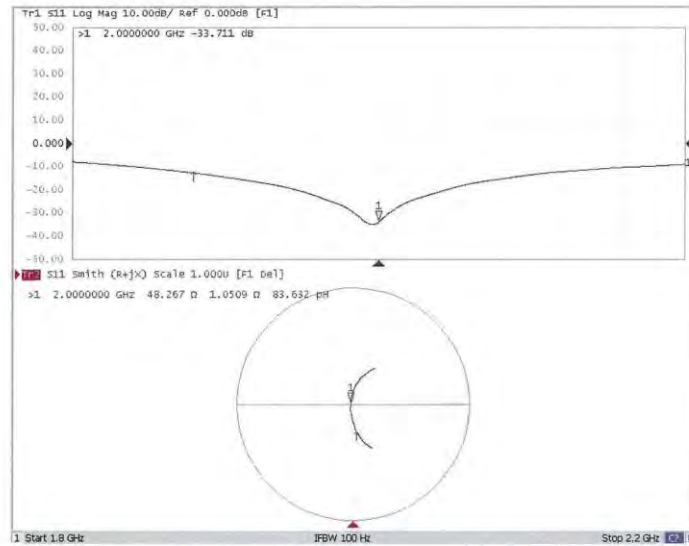 Tr1 S11 Log Mag 10.00dB/ Ref 0.000dB [F1]
50.00
>1 2.0000000 GHz -33.711 dB
40.00
30.00
20.00
10.00
0.000
1
-10.00
-20.00
1
-30.00
-40.00
-50.00
Tr2 S11 Smith (R+jX) Scale 1.000U [F1 Del]
>1 2.0000000 GHz 48.267 Ω 1.0509 Ω 83.632 pH
1
1 Start 1.8 GHz IFBW 100 Hz Stop 2.2 GHz C?